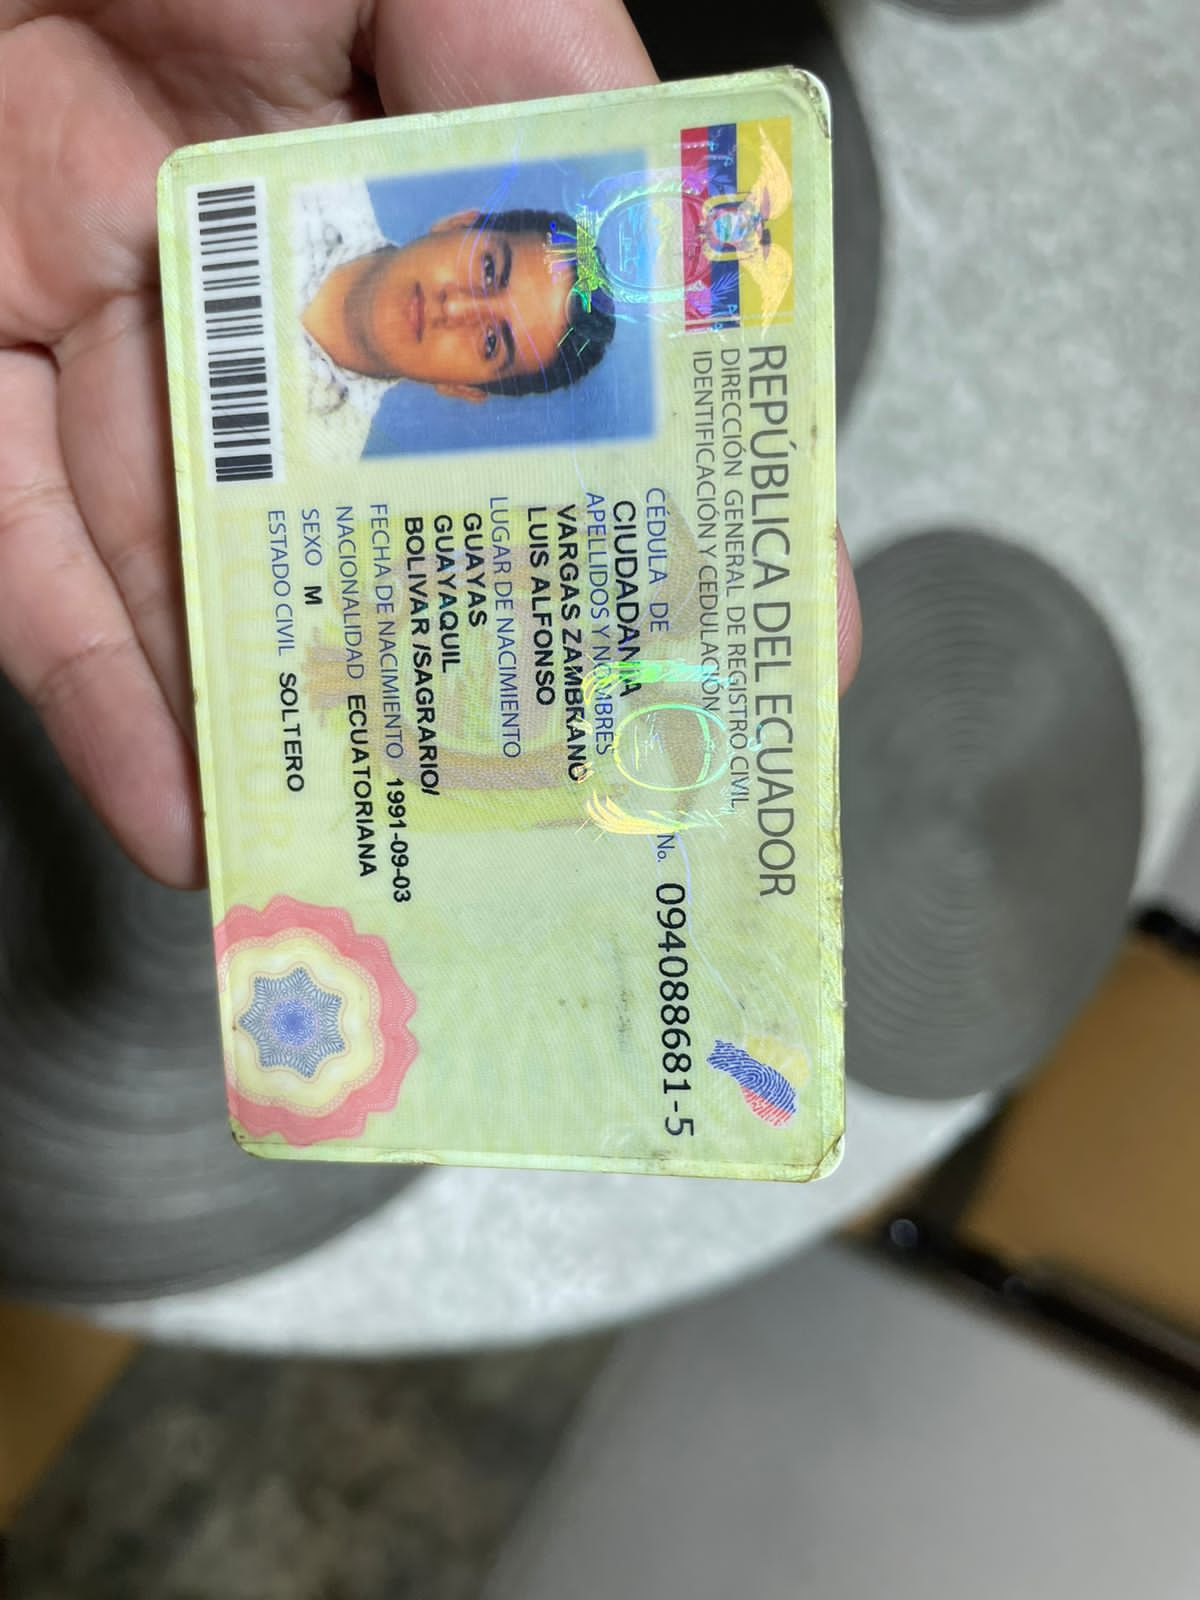 REPÚBLICA DEL ECUADOR
DIRECCIÓN GENERAL DE REGISTRO CIVIL,
IDENTIFICACIÓN Y CEDULACIÓN
CÉDULA DE No. 094088681-5
CIUDADANÍA
APELLIDOS Y NOMBRES
VARGAS ZAMBRANO
LUIS ALFONSO
LUGAR DE NACIMIENTO
GUAYAS
GUAYAQUIL
BOLIVAR /SAGRARIO/
FECHA DE NACIMIENTO 1991-09-03
NACIONALIDAD ECUATORIANA
SEXO M
ESTADO CIVIL SOLTERO
ECUADOR